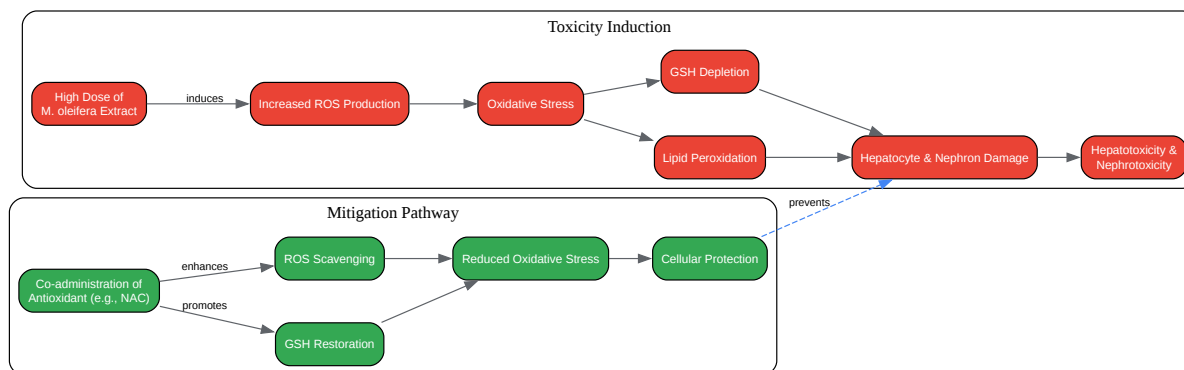 Toxicity Induction
High Dose of
M. oleifera Extract
induces
Increased ROS Production
Oxidative Stress
GSH Depletion
Lipid Peroxidation
Hepatocyte & Nephron Damage
Hepatotoxicity &
Nephrotoxicity
prevents
Mitigation Pathway
Co-administration of
Antioxidant (e.g., NAC)
enhances
promotes
ROS Scavenging
GSH Restoration
Reduced Oxidative Stress
Cellular Protection